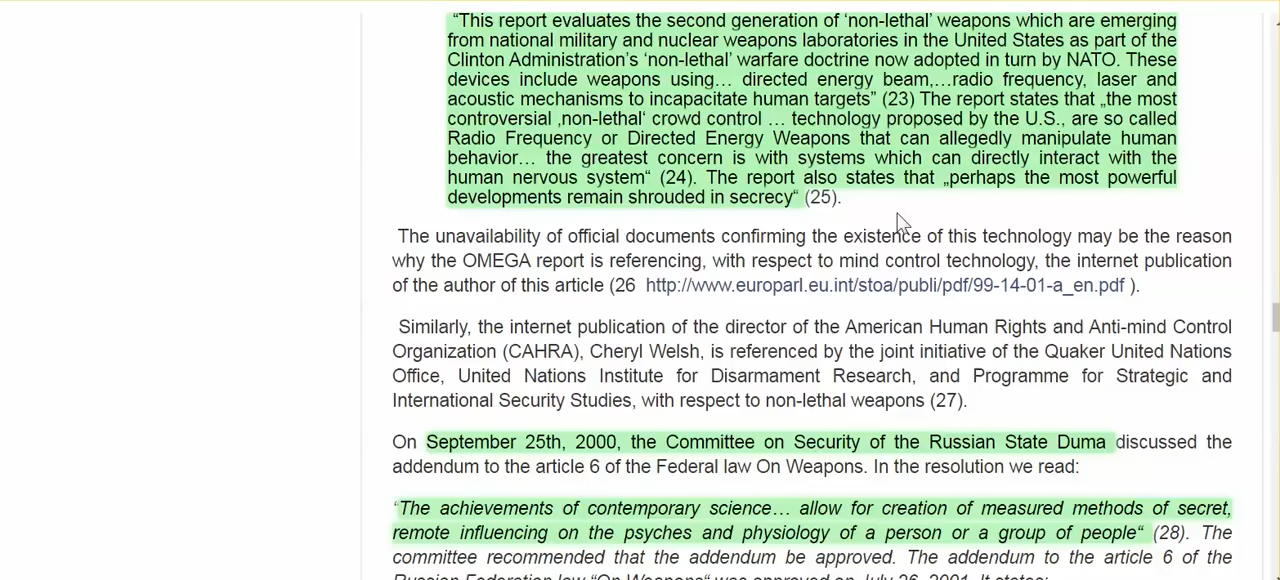 “This report evaluates the second generation of ‘non-lethal’ weapons which are emerging
from national military and nuclear weapons laboratories in the United States as part of the
Clinton Administration’s ‘non-lethal’ warfare doctrine now adopted in turn by NATO. These
devices include weapons using… directed energy beam,…radio frequency, laser and
acoustic mechanisms to incapacitate human targets” (23) The report states that „the most
controversial ‚non-lethal‘ crowd control … technology proposed by the U.S., are so called
Radio Frequency or Directed Energy Weapons that can allegedly manipulate human
behavior… the greatest concern is with systems which can directly interact with the
human nervous system“ (24). The report also states that „perhaps the most powerful
developments remain shrouded in secrecy“ (25).
The unavailability of official documents confirming the existence of this technology may be the reason
why the OMEGA report is referencing, with respect to mind control technology, the internet publication
of the author of this article (26 http://www.europarl.eu.int/stoa/publi/pdf/99-14-01-a_en.pdf ).
Similarly, the internet publication of the director of the American Human Rights and Anti-mind Control
Organization (CAHRA), Cheryl Welsh, is referenced by the joint initiative of the Quaker United Nations
Office, United Nations Institute for Disarmament Research, and Programme for Strategic and
International Security Studies, with respect to non-lethal weapons (27).
On September 25th, 2000, the Committee on Security of the Russian State Duma discussed the
addendum to the article 6 of the Federal law On Weapons. In the resolution we read:
“The achievements of contemporary science… allow for creation of measured methods of secret,
remote influencing on the psyches and physiology of a person or a group of people“ (28). The
committee recommended that the addendum be approved. The addendum to the article 6 of the
Russian Federation law “On Weapons“ was approved on July 26, 2001. It states: